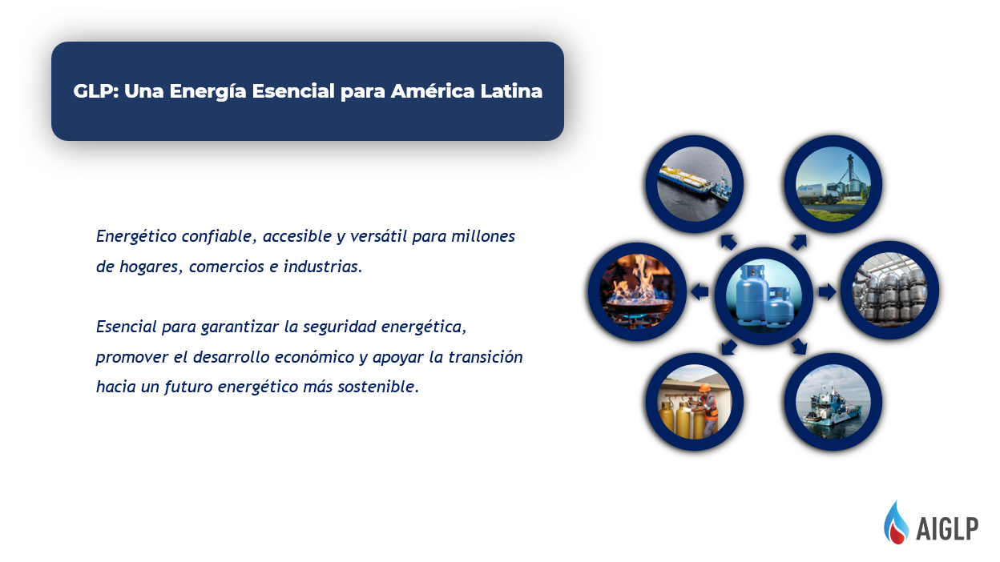 GLP: Una Energía Esencial para América Latina
Energético confiable, accesible y versátil para millones
de hogares, comercios e industrias.
Esencial para garantizar la seguridad energética,
promover el desarrollo económico y apoyar la transición
hacia un futuro energético más sostenible.
AIGLP